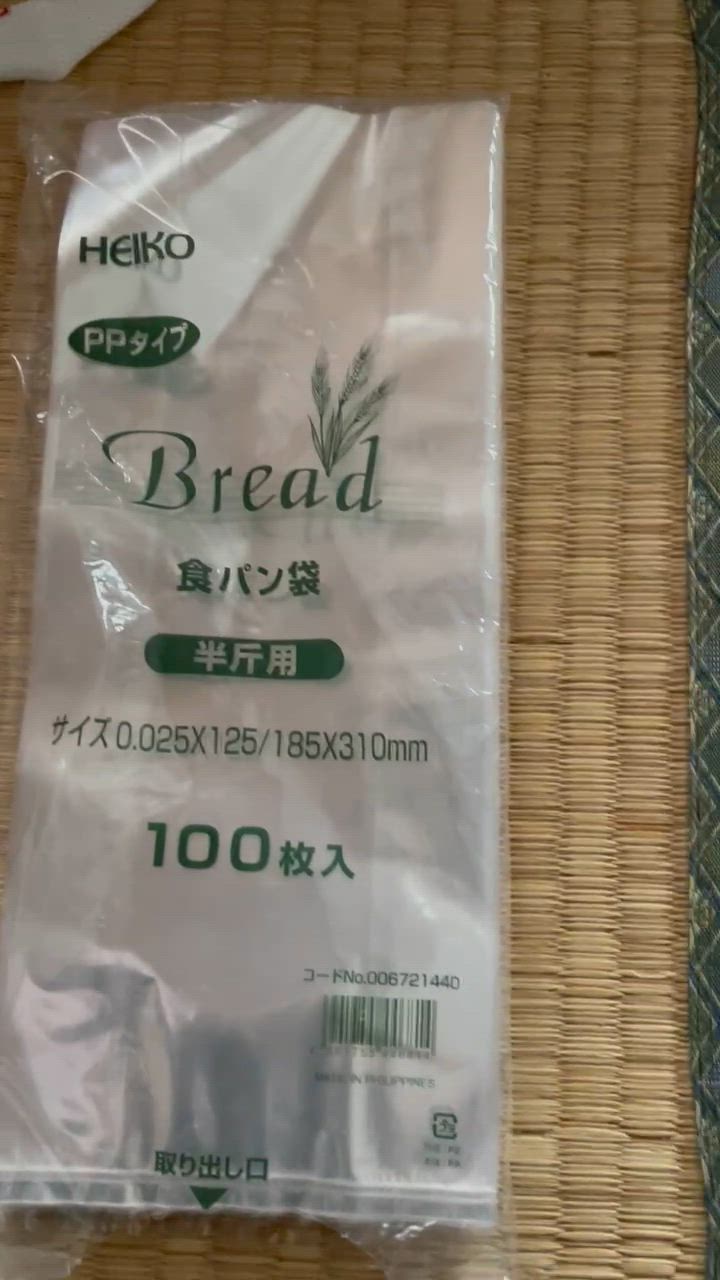 HEIKO
PPタイプ
Bread
食パン袋
半斤用
サイズ0.025X125/185X310mm
100枚入
コードNo.006721440
MADE IN PHILIPPINES
プラ
取り出し口